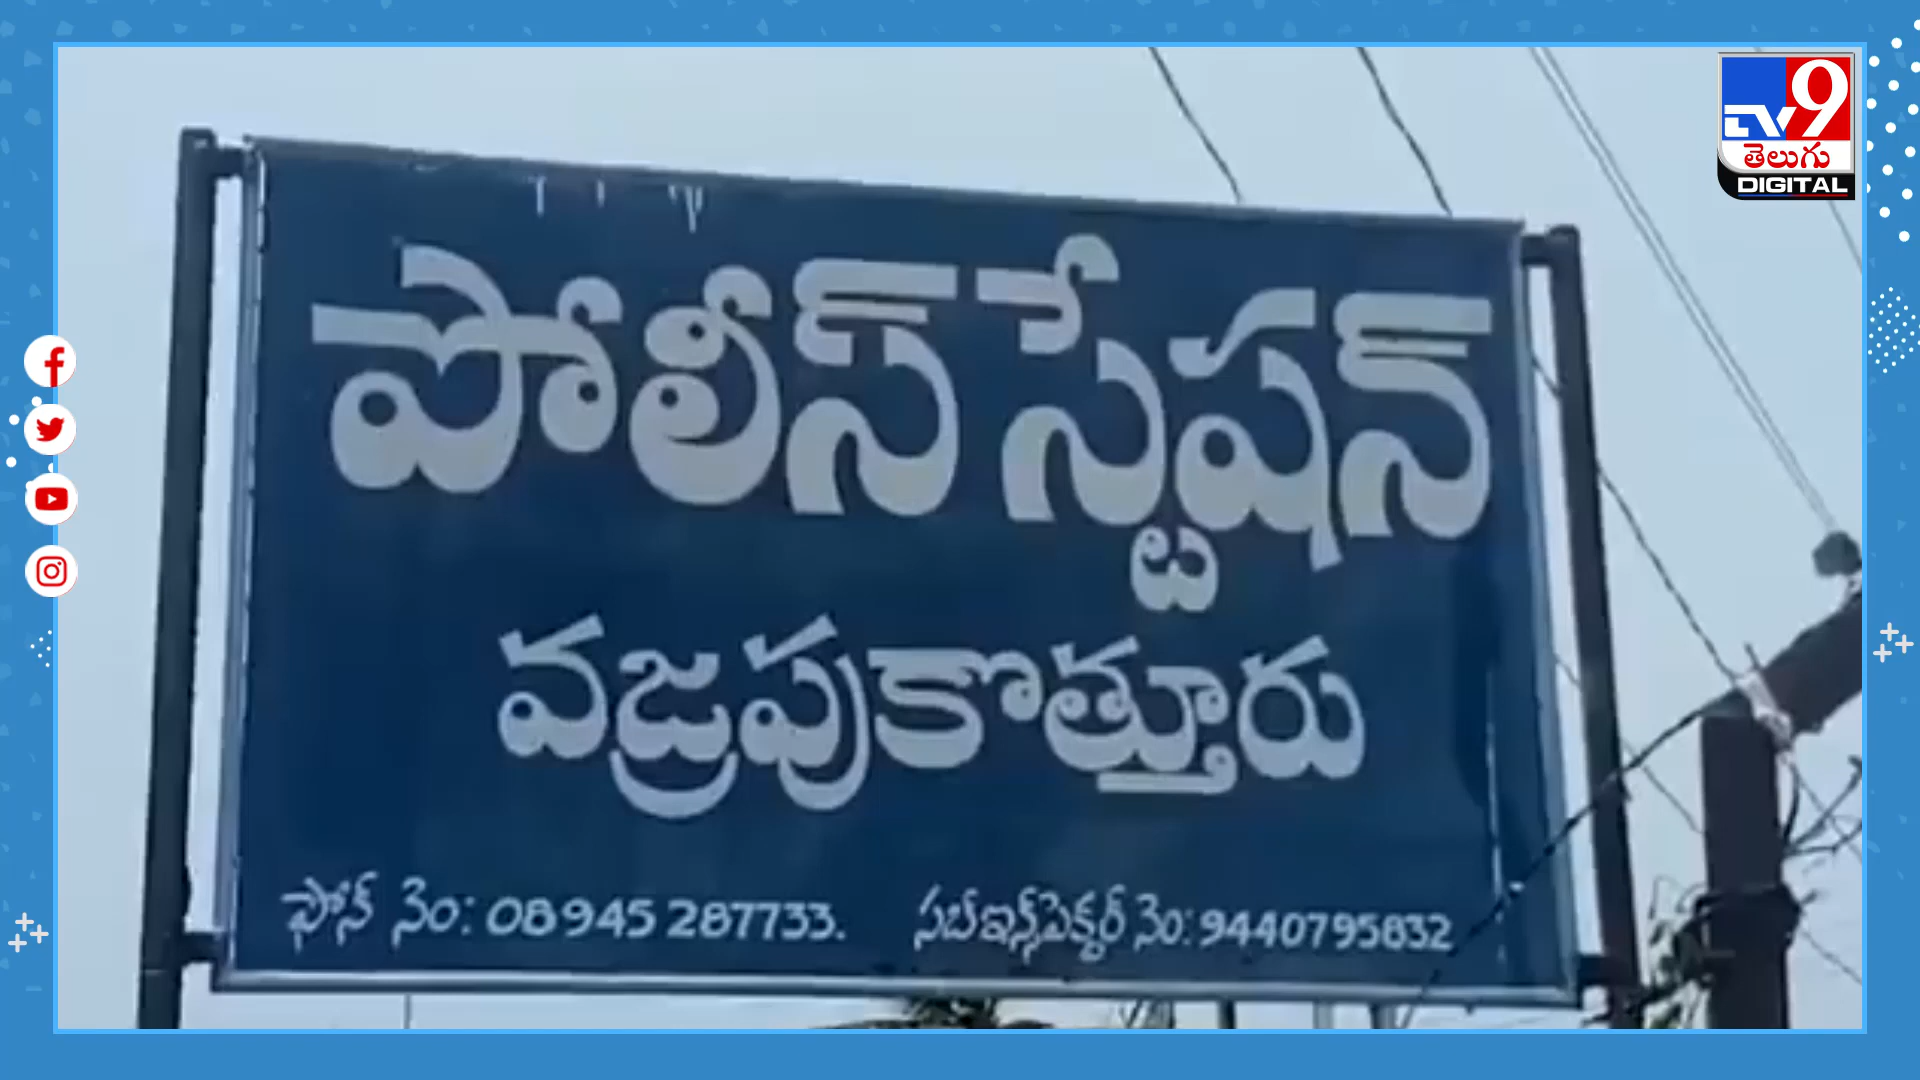 TV9
తెలుగు
DIGITAL
పోలీస్ స్టేషన్
వజ్రపుకొత్తూరు
ఫోన్ నెం: 08945 287733. సబ్ఇన్స్‌పెక్టర్ నెం: 9440795832